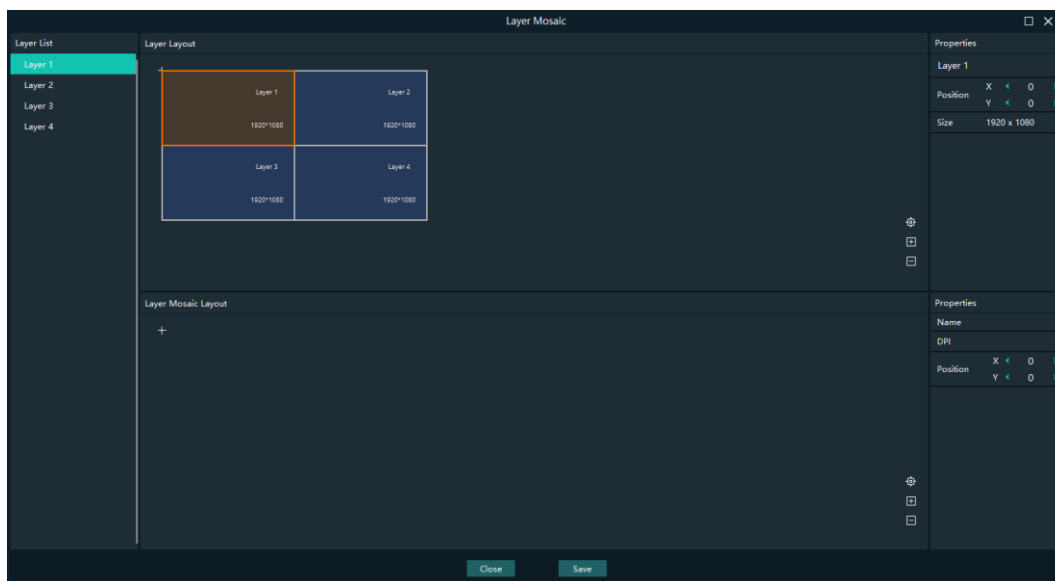 Layer Mosaic
Layer List
Layer 1
Layer 2
Layer 3
Layer 4
Layer Layout
Layer 1
1920*1080
Layer 2
1920*1080
Layer 3
1920*1080
Layer 4
1920*1080
Properties
Layer 1
Position X 0
Y 0
Size 1920 x 1080
Layer Mosaic Layout
Properties
Name
DPI
Position X 0
Y 0
Close Save